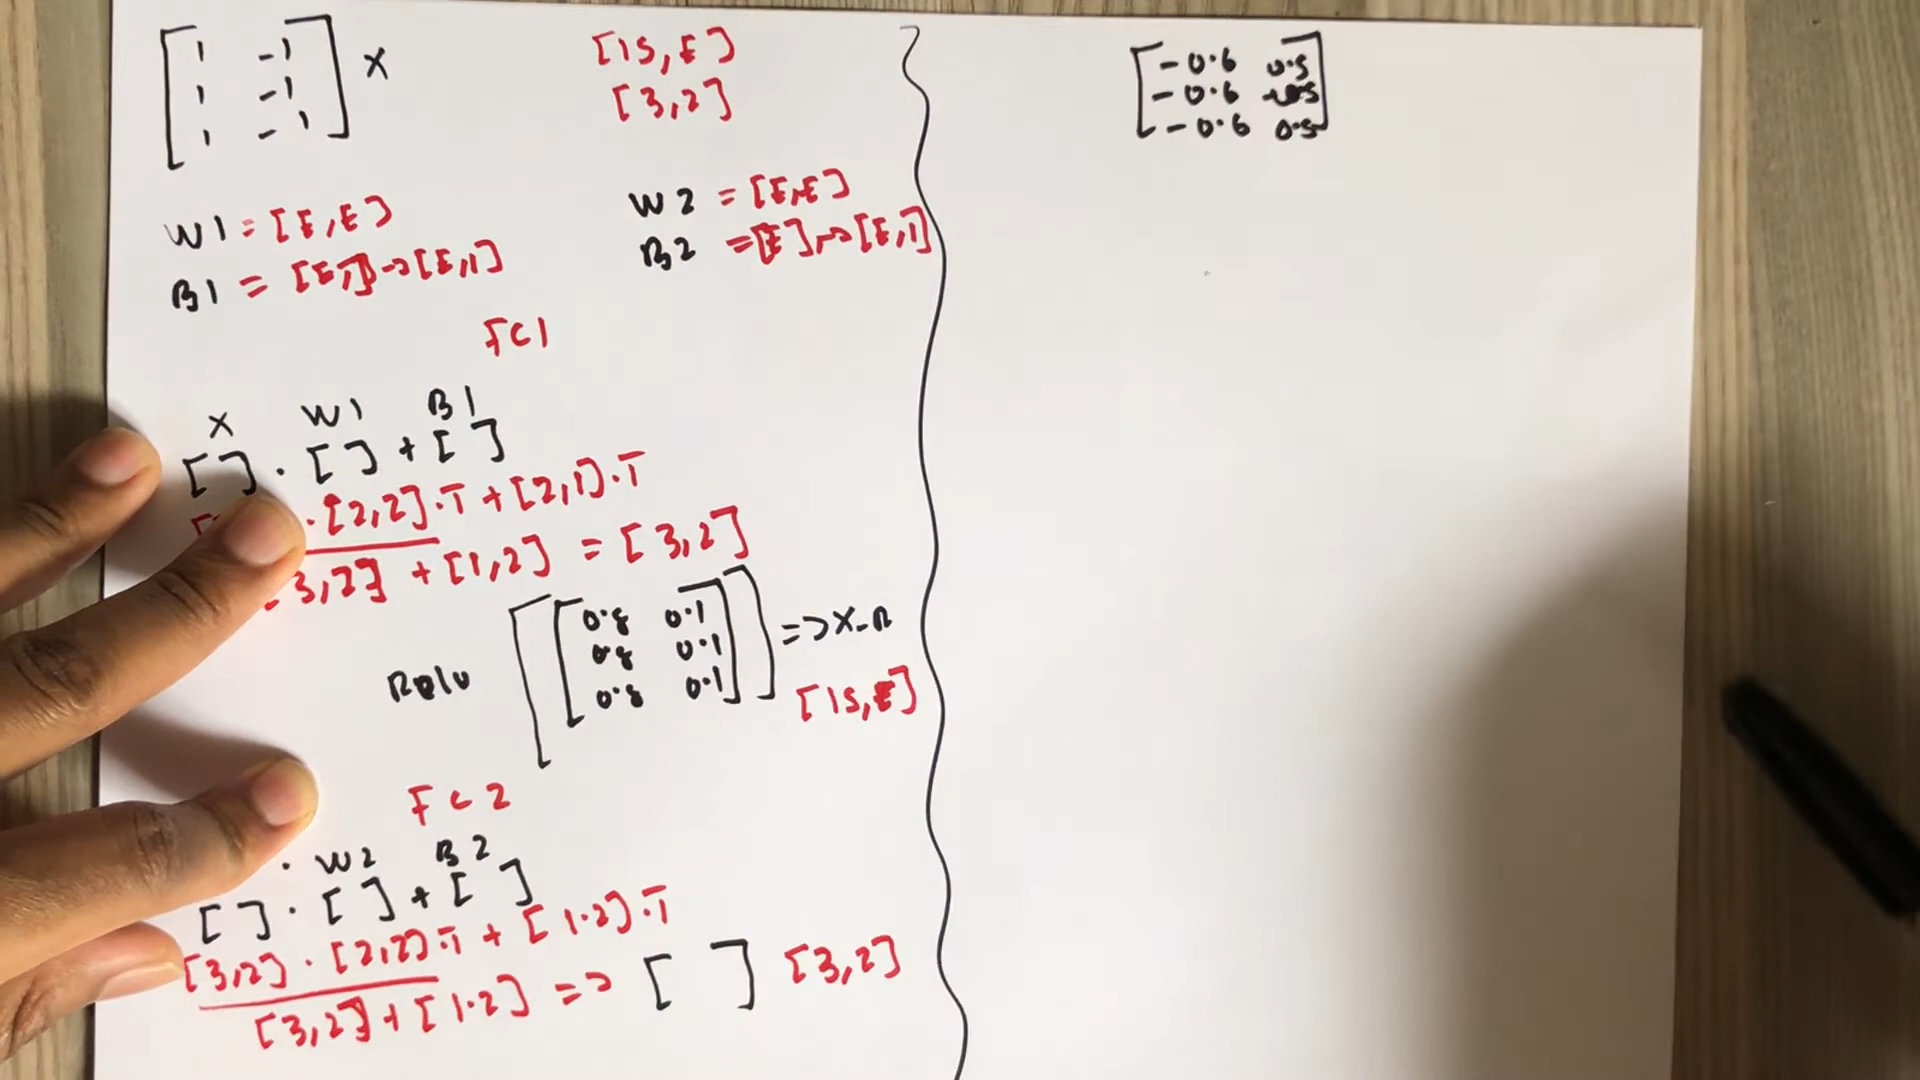 [1 -1
1 -1
1 -1] X
[1S, E]
[3,2]
W1 = [E, E]
B1 = → [E,1]
W2 = [E,E]
B2 = [E] → [E,1]
FC1
X W1 B1
[ ] · [ ] + [ ]
· [2,2]·T + [2,1]·T
3,2] + [1,2] = [3,2]
Relu [[0.8 0.1
0.8 0.1
0.8 0.1]] => X_R
[1S,E]
FC2
· W2 B2
[ ] · [ ] + [ ]
[3,2] · [2,2]·T + [1·2]·T
[3,2] + [1·2] => [ ] [3,2]
[-0.6 0.5
-0.6
-0.6 0.5]